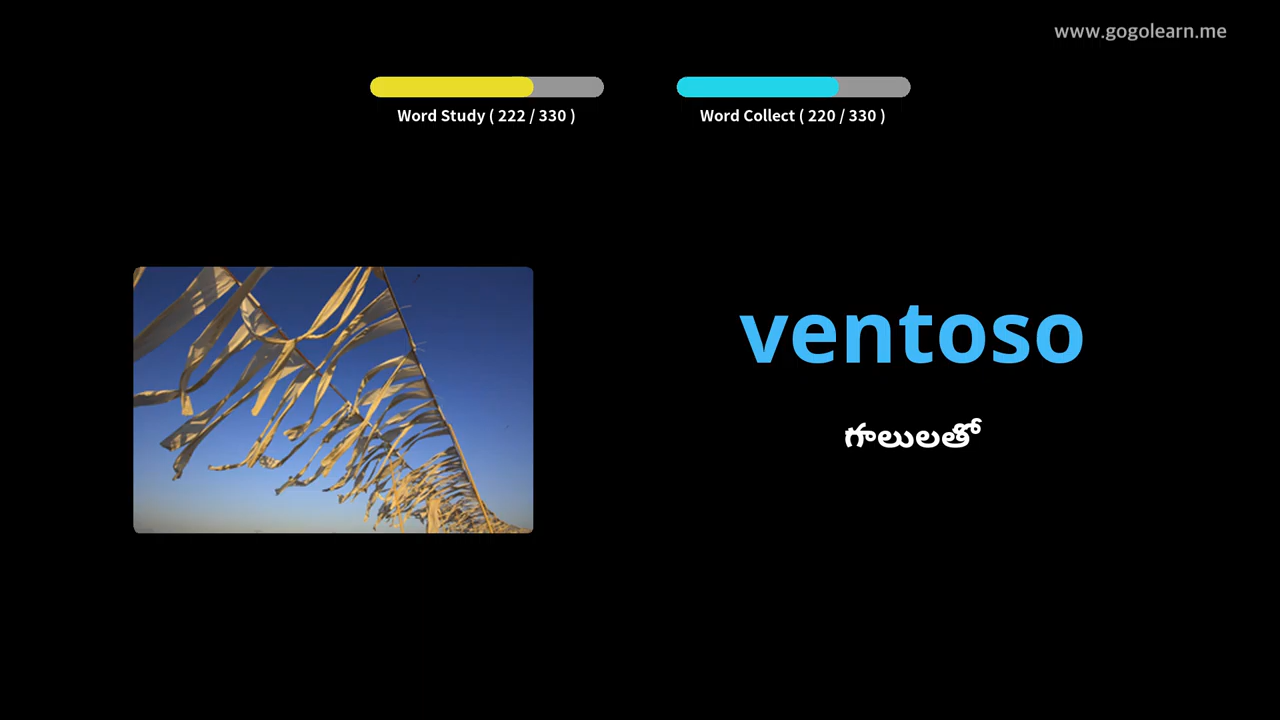 www.gogolearn.me
Word Study ( 222 / 330 )
Word Collect ( 220 / 330 )
ventoso
గాలులతో